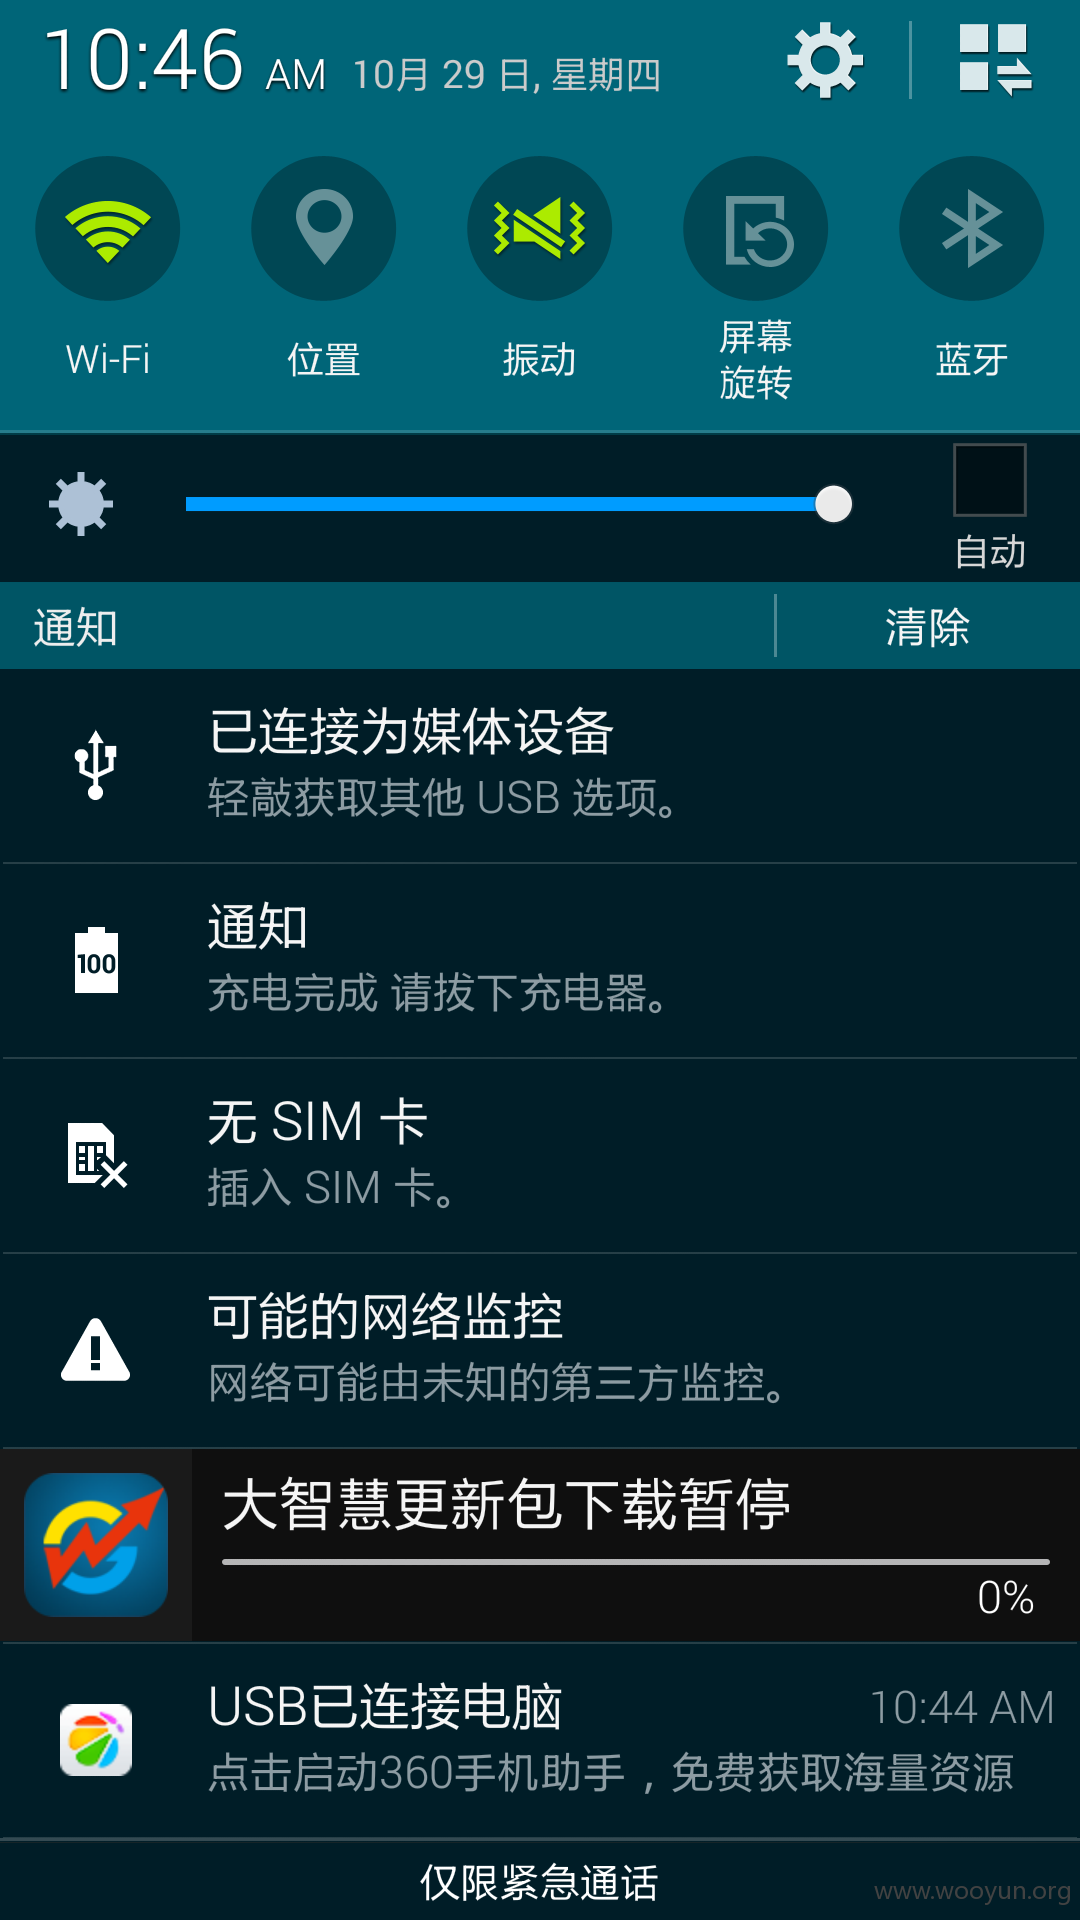 10:46 AM 10月 29 日, 星期四
Wi-Fi
位置
振动
屏幕
旋转
蓝牙
自动
通知
清除
已连接为媒体设备
轻敲获取其他 USB 选项。
100
通知
充电完成 请拔下充电器。
无 SIM 卡
插入 SIM 卡。
可能的网络监控
网络可能由未知的第三方监控。
大智慧更新包下载暂停
0%
USB已连接电脑
10:44 AM
点击启动360手机助手，免费获取海量资源
仅限紧急通话
www.wooyun.org